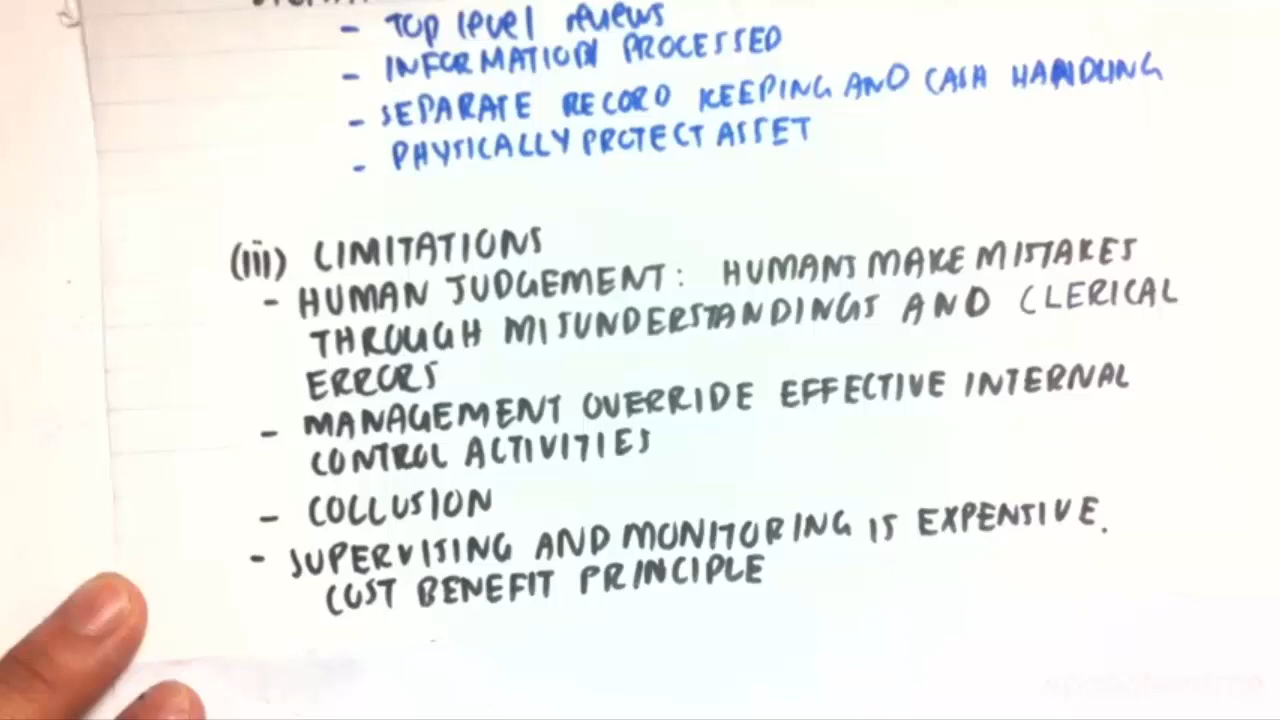 - TOP level reviews
- INFORMATION PROCESSED
- SEPARATE RECORD KEEPING AND CASH HANDLING
- PHYSICALLY PROTECT ASSET
(iii) LIMITATIONS
- HUMAN JUDGEMENT: HUMANS MAKE MISTAKES
THROUGH MISUNDERSTANDINGS AND CLERICAL
ERRORS
- MANAGEMENT OVERRIDE EFFECTIVE INTERNAL
CONTROL ACTIVITIES
- COLLUSION
- SUPERVISING AND MONITORING IS EXPENSIVE.
COST BENEFIT PRINCIPLE